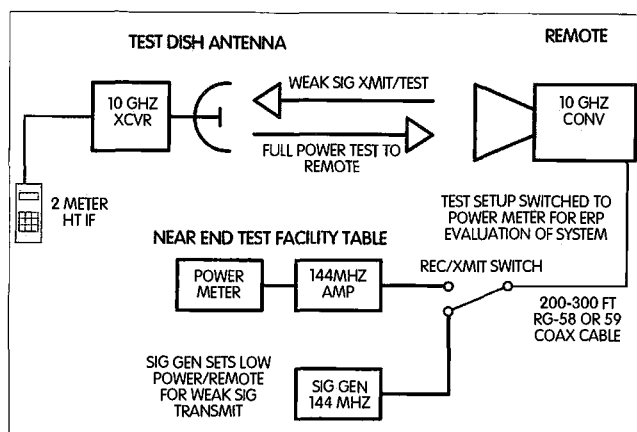 TEST DISH ANTENNA
REMOTE
10 GHZ
XCVR
WEAK SIG XMIT/TEST
FULL POWER TEST TO
REMOTE
10 GHZ
CONV
2 METER
HT IF
TEST SETUP SWITCHED TO
POWER METER FOR ERP
EVALUATION OF SYSTEM
NEAR END TEST FACILITY TABLE
POWER
METER
144MHZ
AMP
REC/XMIT SWITCH
200-300 FT
RG-58 OR 59
COAX CABLE
SIG GEN SETS LOW
POWER/REMOTE
FOR WEAK SIG
TRANSMIT
SIG GEN
144 MHZ